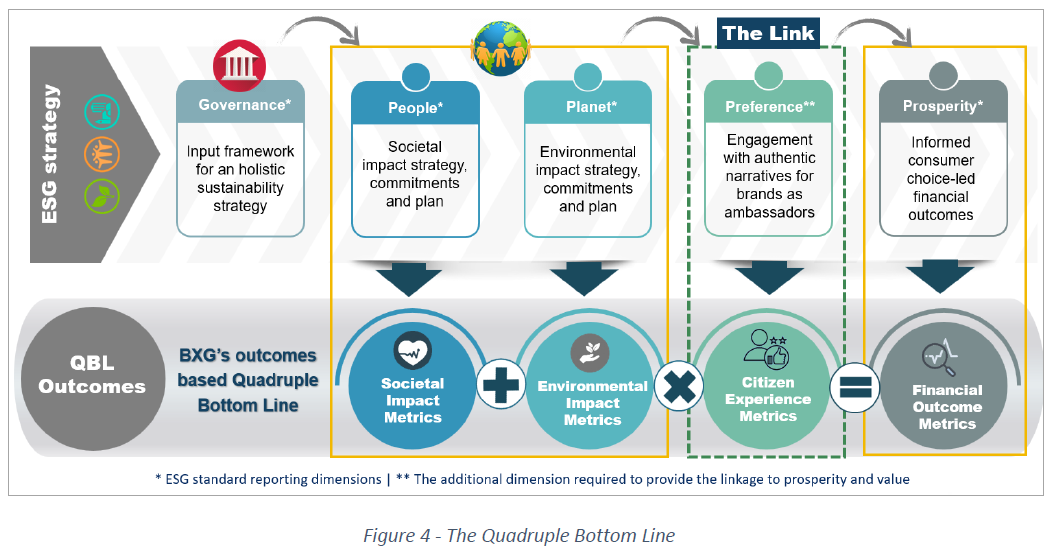 The Link
ESG strategy
Governance*
Input framework
for an holistic
sustainability
strategy
People*
Societal
impact strategy,
commitments
and plan
Planet*
Environmental
impact strategy,
commitments
and plan
Preference**
Engagement
with authentic
narratives for
brands as
ambassadors
Prosperity*
Informed
consumer
choice-led
financial
outcomes
QBL
Outcomes
BXG's outcomes
based Quadruple
Bottom Line
Societal
Impact
Metrics
+
Environmental
Impact
Metrics
×
Citizen
Experience
Metrics
=
Financial
Outcome
Metrics
* ESG standard reporting dimensions | ** The additional dimension required to provide the linkage to prosperity and value
Figure 4 - The Quadruple Bottom Line